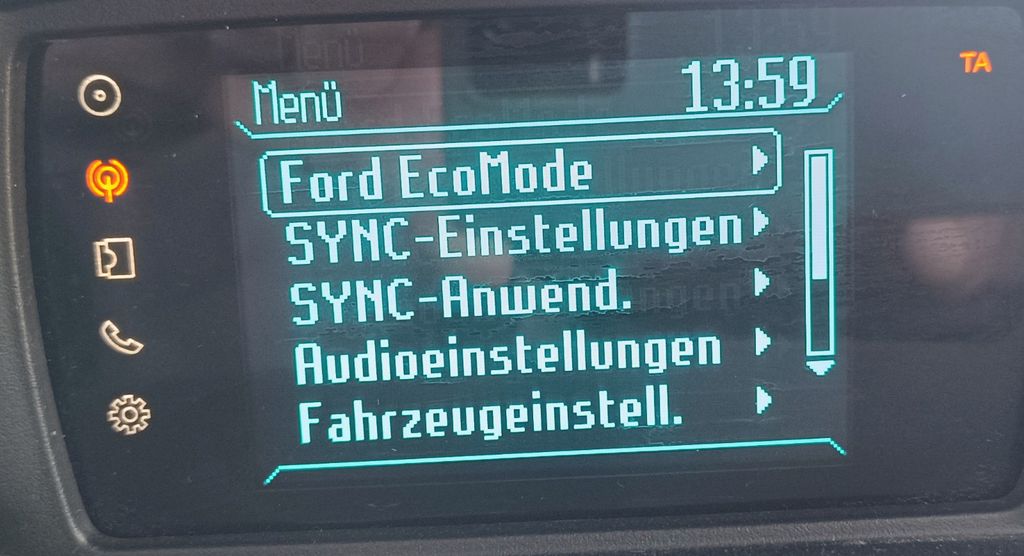 Menü
13:59
TA
Ford EcoMode
SYNC-Einstellungen
SYNC-Anwend.
Audioeinstellungen
Fahrzeugeinstell.